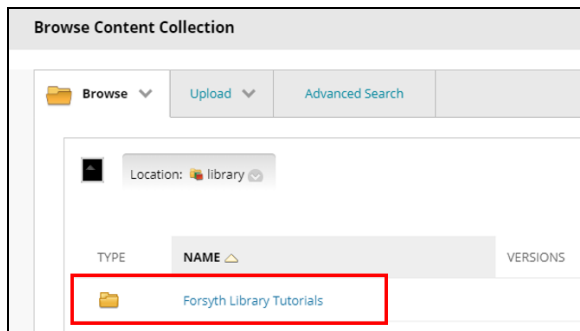 Browse Content Collection
Browse Upload Advanced Search
Location: library
TYPE NAME VERSIONS
Forsyth Library Tutorials